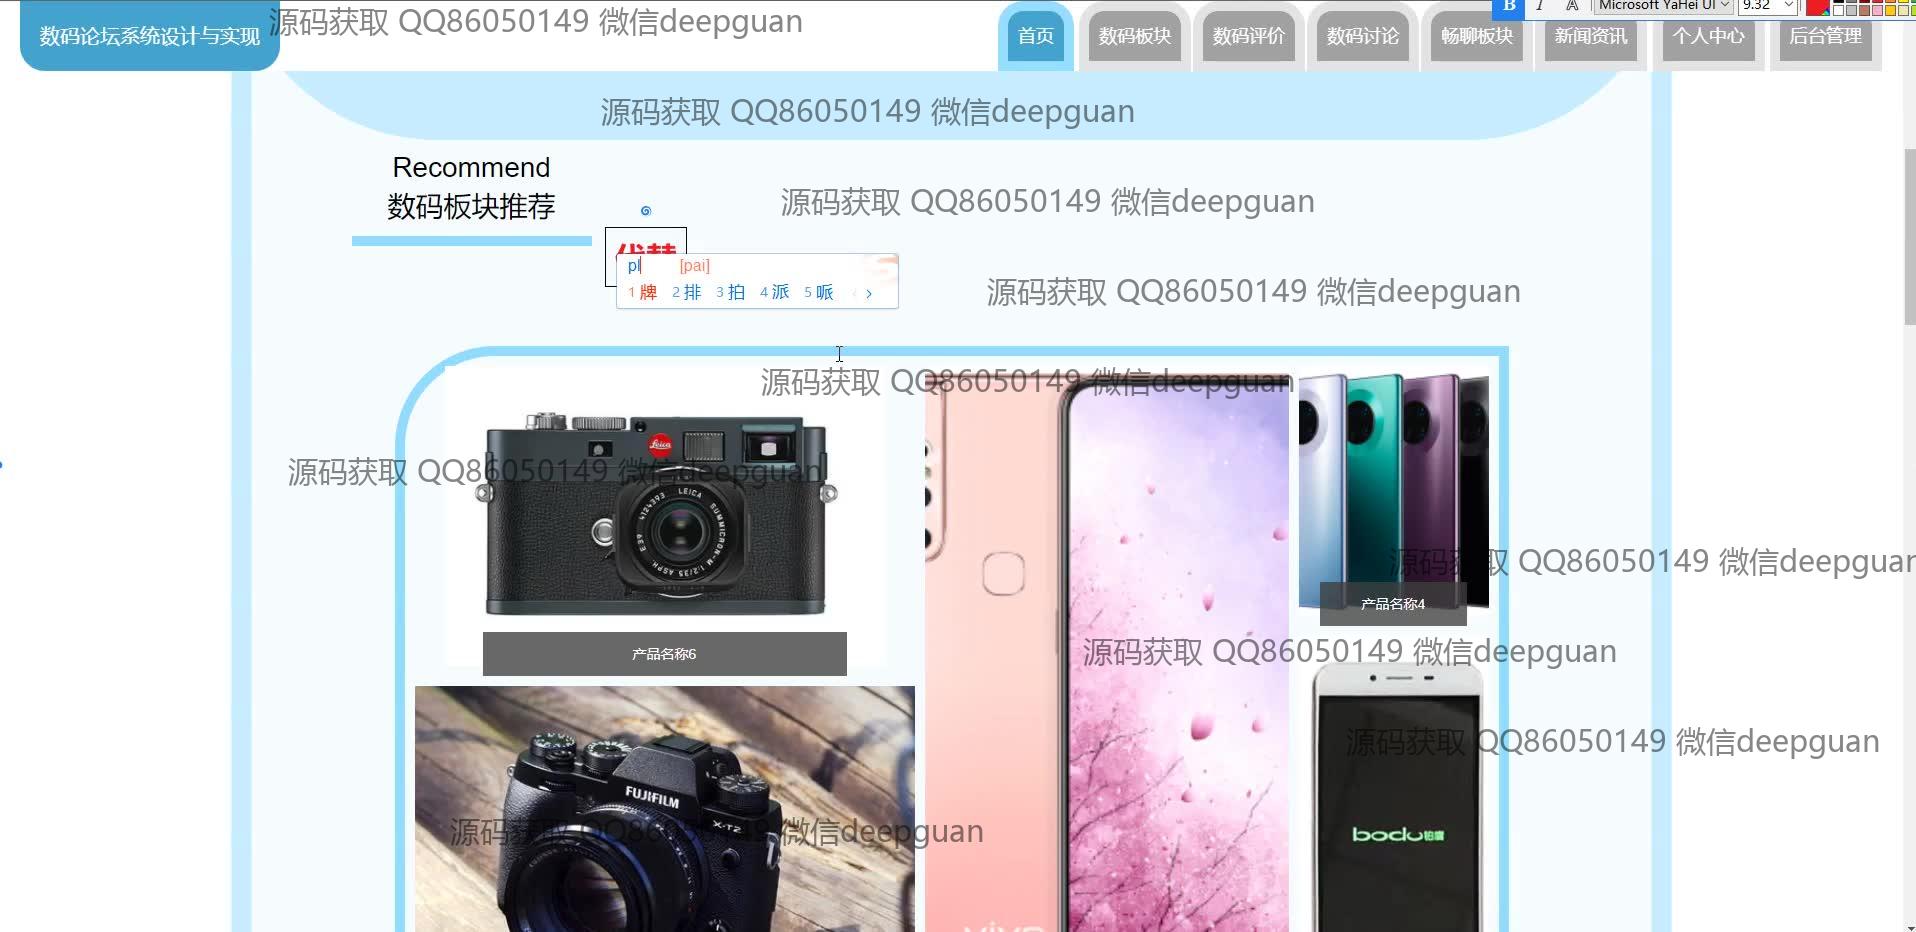 数码论坛系统设计与实现
源码获取 QQ86050149 微信deepguan
首页
数码板块
数码评价
数码讨论
畅聊板块
新闻资讯
个人中心
后台管理
B I A Microsoft YaHei UI 9.32
源码获取 QQ86050149 微信deepguan
Recommend
数码板块推荐
源码获取 QQ86050149 微信deepguan
pl [pai]
1 牌 2 排 3 拍 4 派 5 哌
源码获取 QQ86050149 微信deepguan
源码获取 QQ86050149 微信deepguan
Leica
源码获取 QQ86050149 微信deepguan
4124393 LEICA SUMMICRON-M 1:2/35 ASPH. E39
源码获取 QQ86050149 微信deepguan
产品名称4
源码获取 QQ86050149 微信deepguan
产品名称6
源码获取 QQ86050149 微信deepguan
FUJIFILM
X-T2
源码获取 QQ86050149 微信deepguan
vivo